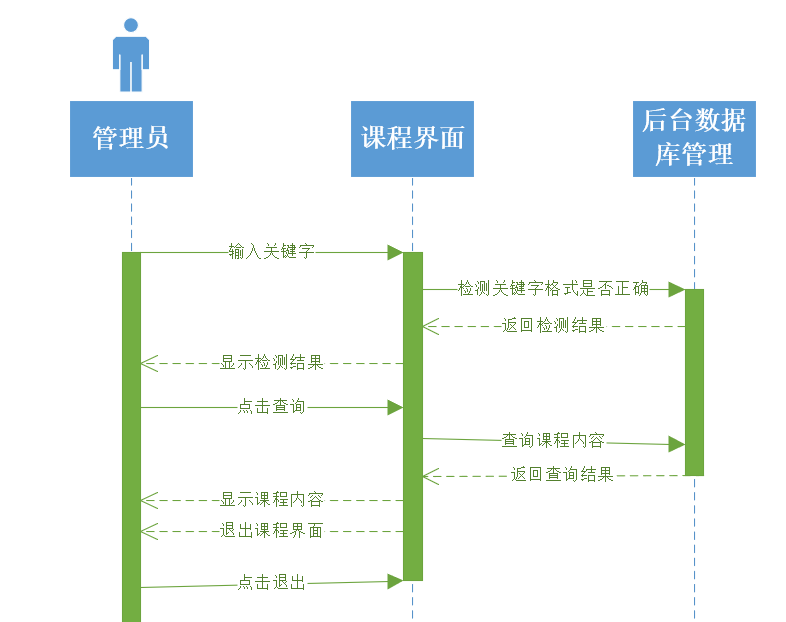 管理员
课程界面
后台数据
库管理
输入关键字
检测关键字格式是否正确
返回检测结果
显示检测结果
点击查询
查询课程内容
返回查询结果
显示课程内容
退出课程界面
点击退出